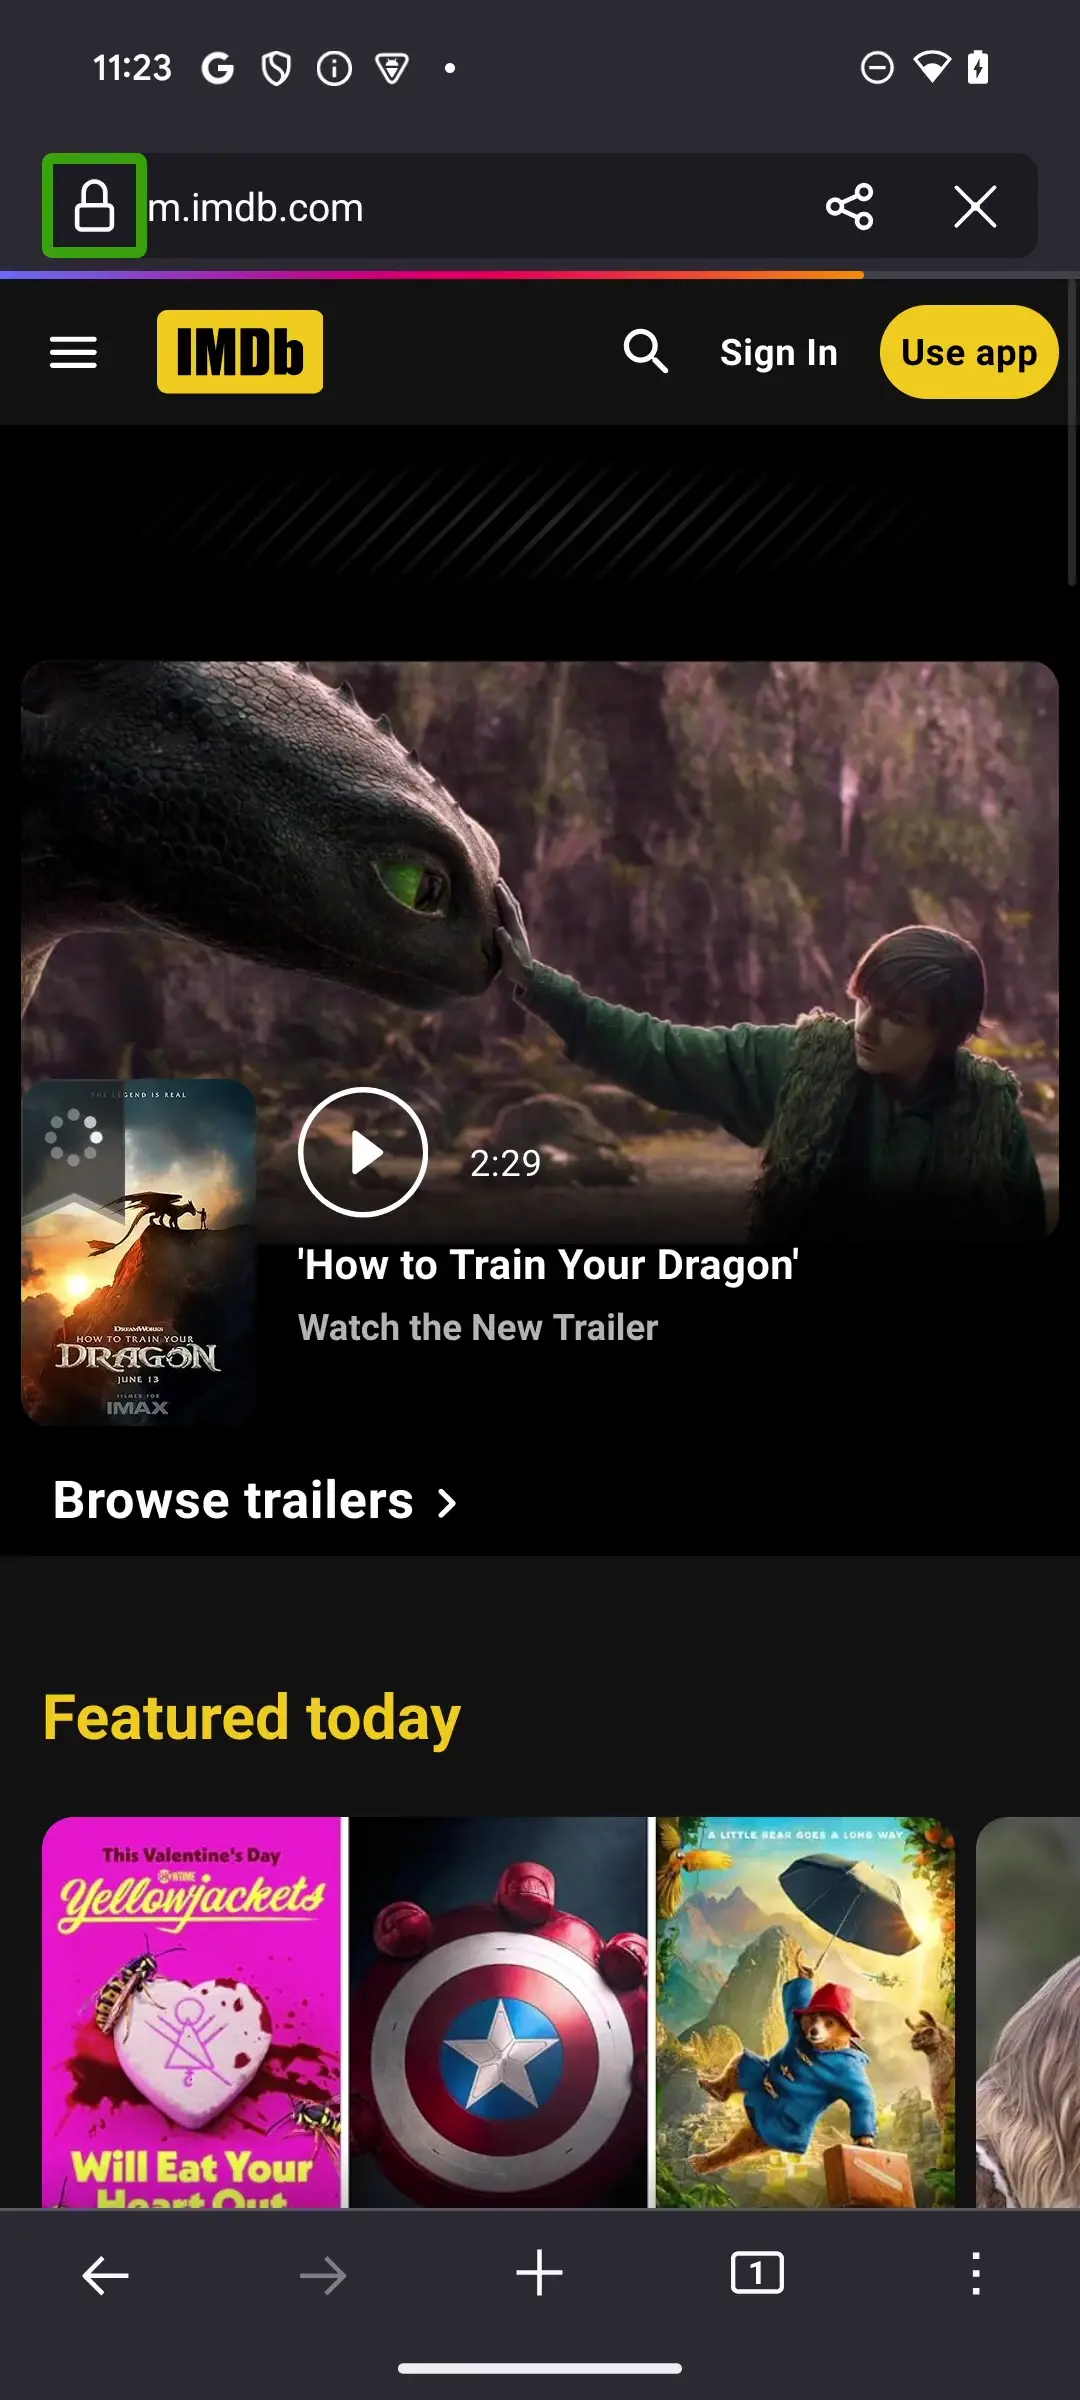 11:23
m.imdb.com
IMDb
Sign In
Use app
THE LEGEND IS REAL
2:29
'How to Train Your Dragon'
Watch the New Trailer
DREAMWORKS
HOW TO TRAIN YOUR
DRAGON
JUNE 13
FILMED FOR
IMAX
Browse trailers
Featured today
This Valentine's Day
SHOWTIME
Yellowjackets
Will Eat Your
Heart Out
A LITTLE BEAR GOES A LONG WAY
1